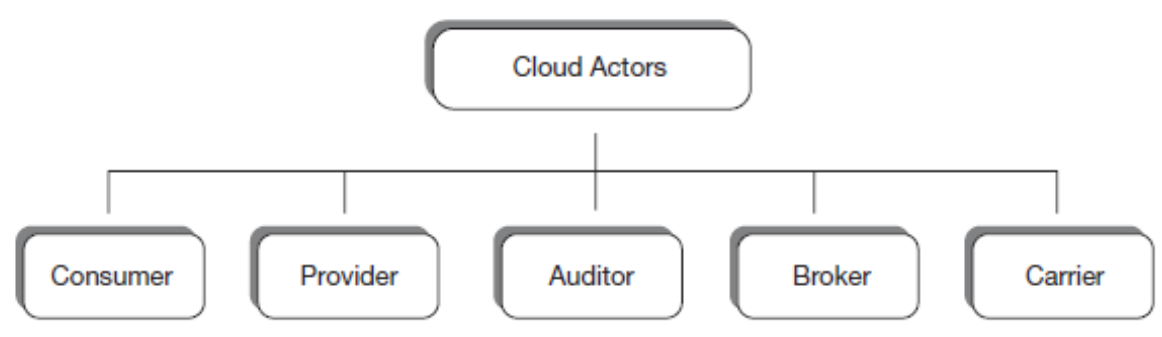 Cloud Actors
Consumer
Provider
Auditor
Broker
Carrier